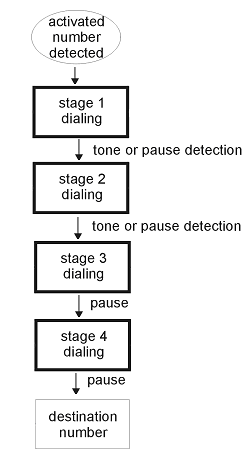 activated
number
detected
stage 1
dialing
tone or pause detection
stage 2
dialing
tone or pause detection
stage 3
dialing
pause
stage 4
dialing
pause
destination
number